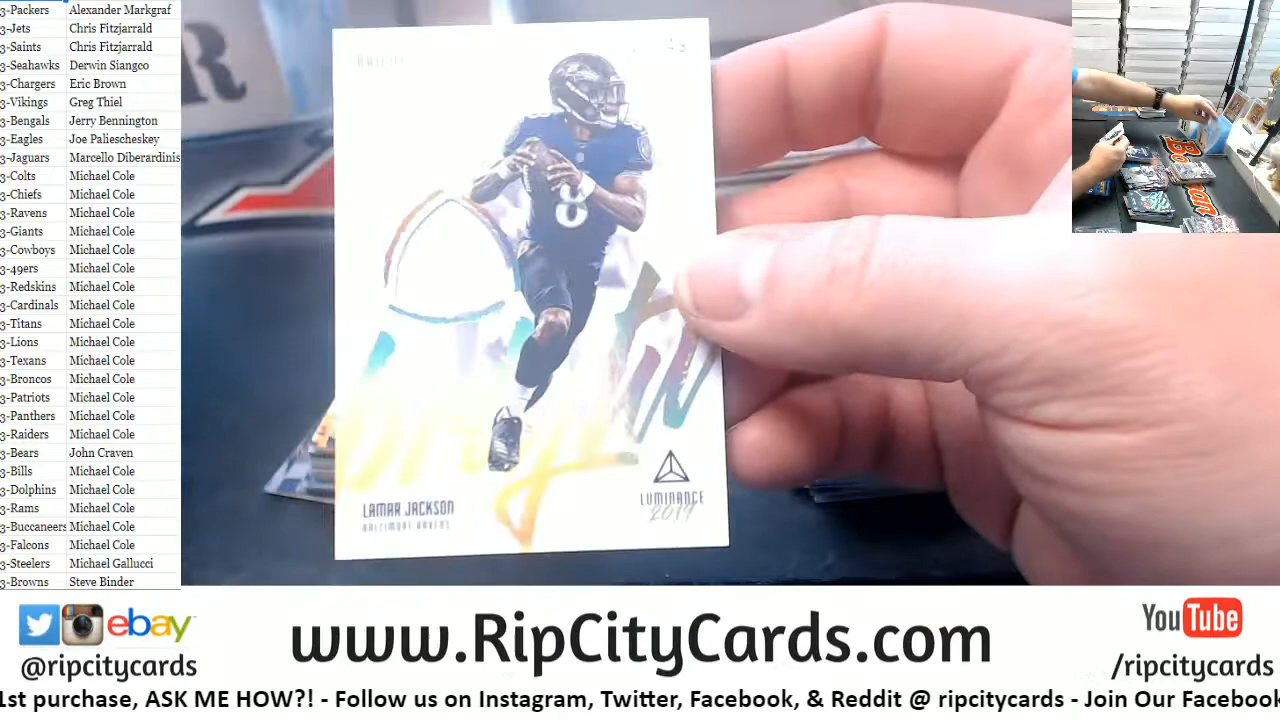 3-Packers Alexander Markgraf
3-Jets Chris Fitzjarrald
3-Saints Chris Fitzjarrald
3-Seahawks Derwin Siangco
3-Chargers Eric Brown
3-Vikings Greg Thiel
3-Bengals Jerry Bennington
3-Eagles Joe Paliescheskey
3-Jaguars Marcello Diberardinis
3-Colts Michael Cole
3-Chiefs Michael Cole
3-Ravens Michael Cole
3-Giants Michael Cole
3-Cowboys Michael Cole
3-49ers Michael Cole
3-Redskins Michael Cole
3-Cardinals Michael Cole
3-Titans Michael Cole
3-Lions Michael Cole
3-Texans Michael Cole
3-Broncos Michael Cole
3-Patriots Michael Cole
3-Panthers Michael Cole
3-Raiders Michael Cole
3-Bears John Craven
3-Bills Michael Cole
3-Dolphins Michael Cole
3-Rams Michael Cole
3-Buccaneers Michael Cole
3-Falcons Michael Cole
3-Steelers Michael Gallucci
3-Browns Steve Binder
8
LAMAR JACKSON
BALTIMORE RAVENS
LUMINANCE
2019
ebay
@ripcitycards
www.RipCityCards.com
YouTube
/ripcitycards
1st purchase, ASK ME HOW?! - Follow us on Instagram, Twitter, Facebook, & Reddit @ ripcitycards - Join Our Facebook